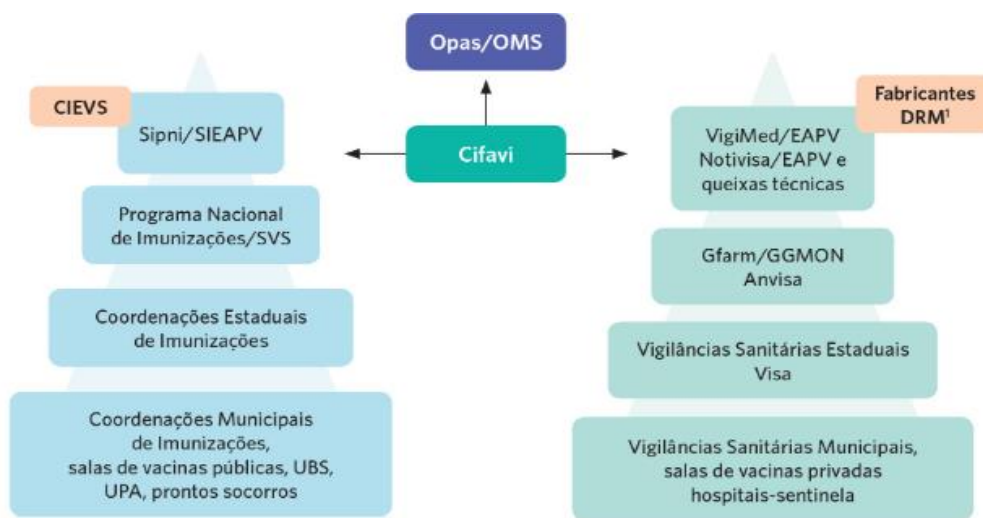 Opas/OMS
CIEVS
Sipni/SIEAPV
Cifavi
Fabricantes
DRM¹
VigiMed/EAPV
Notivisa/EAPV e
queixas técnicas
Programa Nacional
de Imunizações/SVS
Gfarm/GGMON
Anvisa
Coordenações Estaduais
de Imunizações
Vigilâncias Sanitárias Estaduais
Visa
Coordenações Municipais
de Imunizações,
salas de vacinas públicas, UBS,
UPA, prontos socorros
Vigilâncias Sanitárias Municipais,
salas de vacinas privadas
hospitais-sentinela